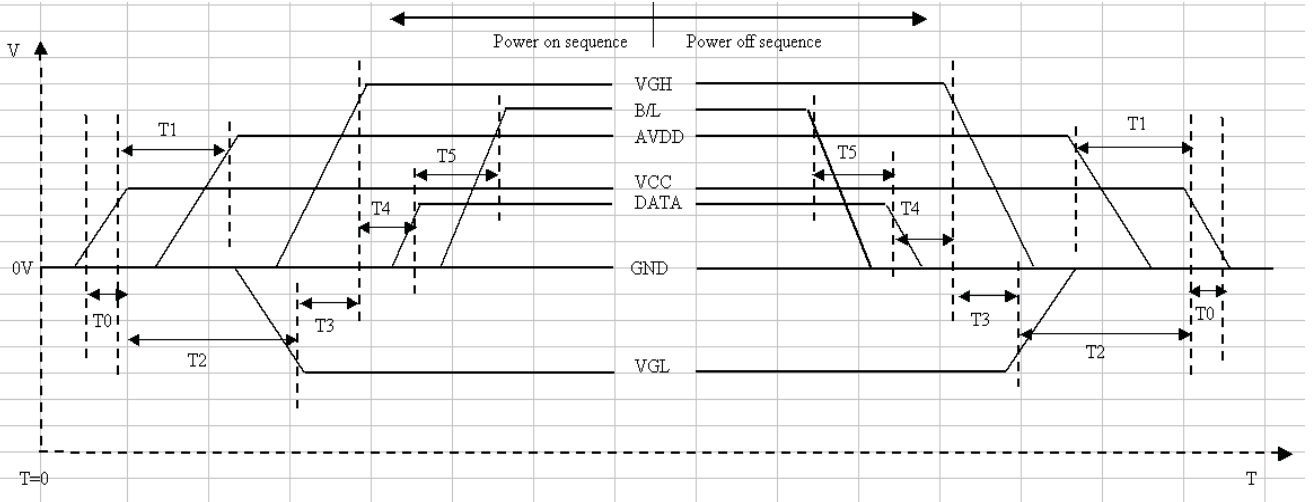 Power on sequence Power off sequence
V
VGH
B/L
AVDD
T1 T1
T5 T5
VCC
DATA
T4 T4
0V GND
T0 T3 T3 T0
T2 T2
VGL
T=0 T